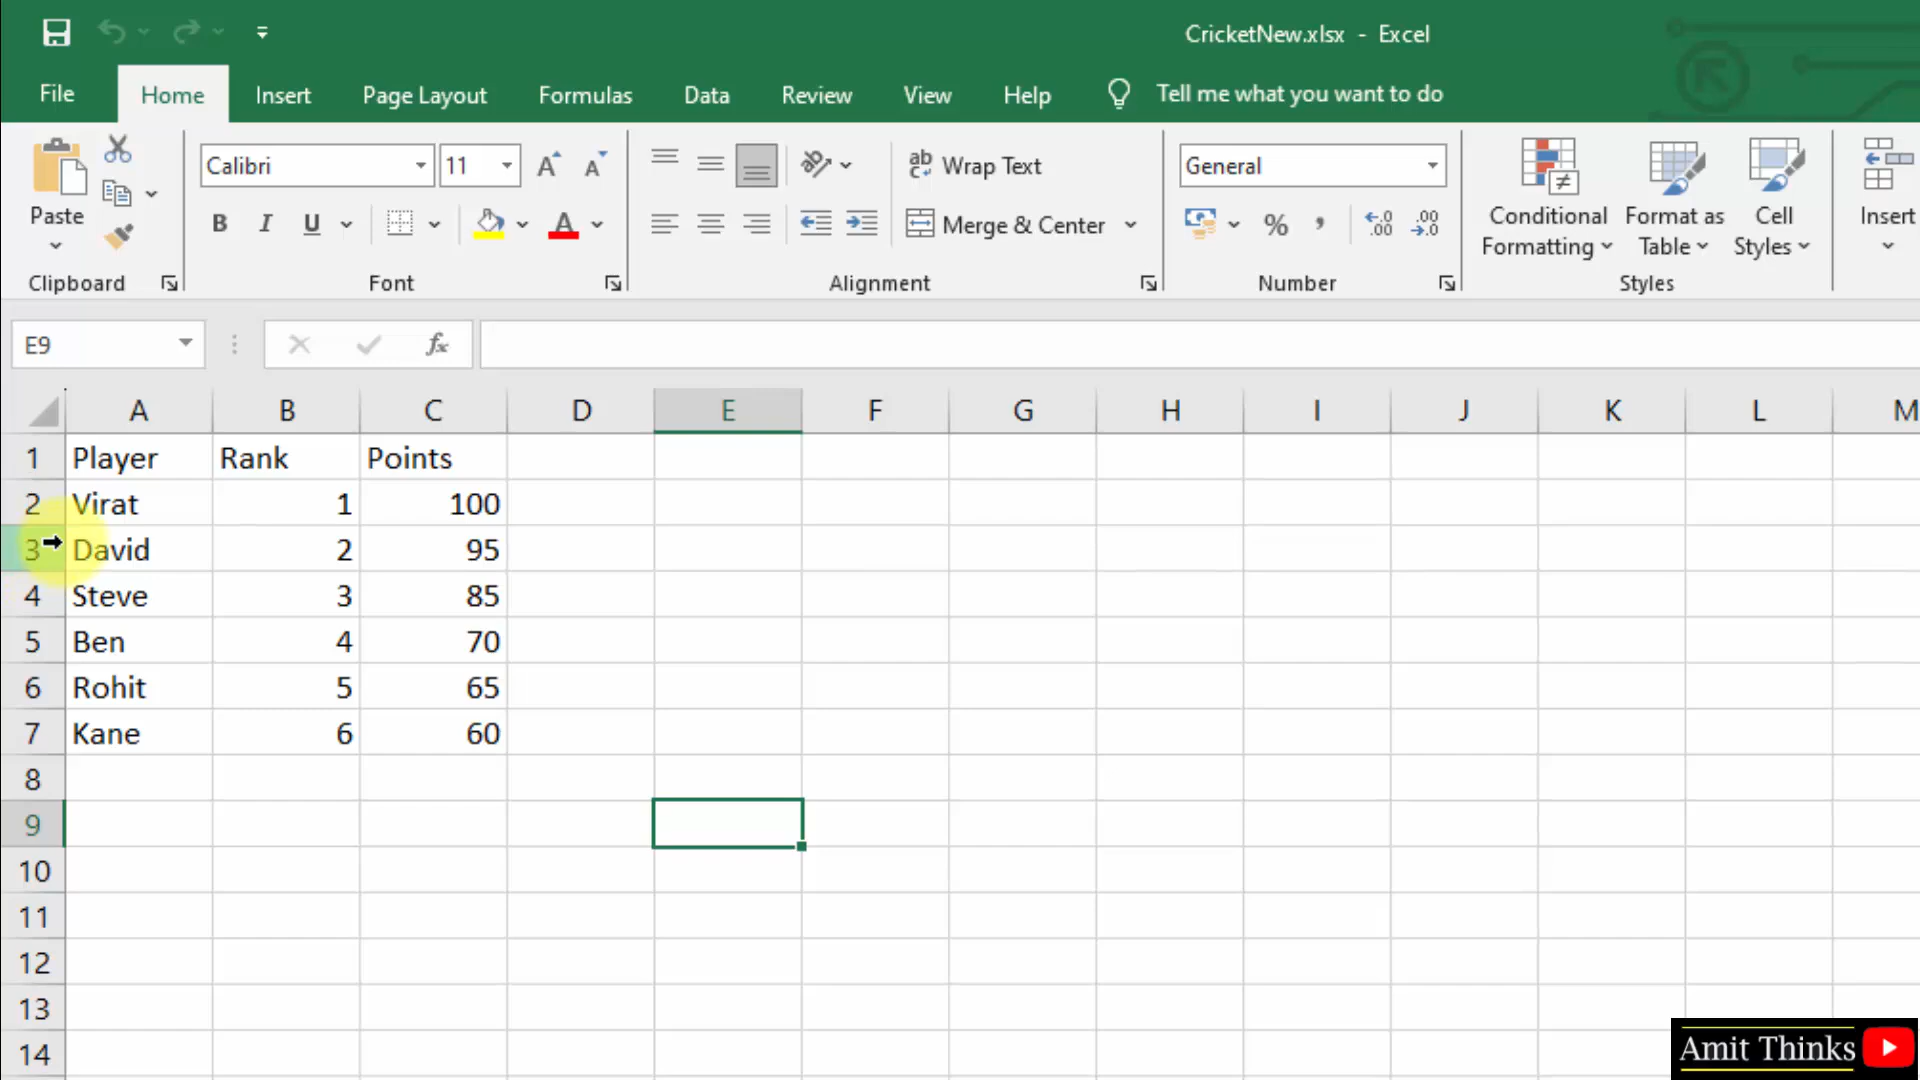 CricketNew.xlsx - Excel
File Home Insert Page Layout Formulas Data Review View Help Tell me what you want to do
Calibri 11 ab Wrap Text General
Paste B I U A Merge & Center % , Conditional Formatting Format as Table Cell Styles Insert
Clipboard Font Alignment Number Styles
E9 fx
A B C D E F G H I J K L M
1 Player Rank Points
2 Virat 1 100
3 David 2 95
4 Steve 3 85
5 Ben 4 70
6 Rohit 5 65
7 Kane 6 60
8
9
10
11
12
13
14
Amit Thinks